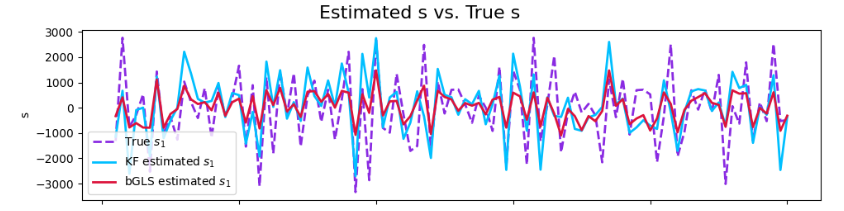 Estimated s vs. True s
3000
2000
1000
0
−1000
−2000
−3000
s
True s₁
KF estimated s₁
bGLS estimated s₁